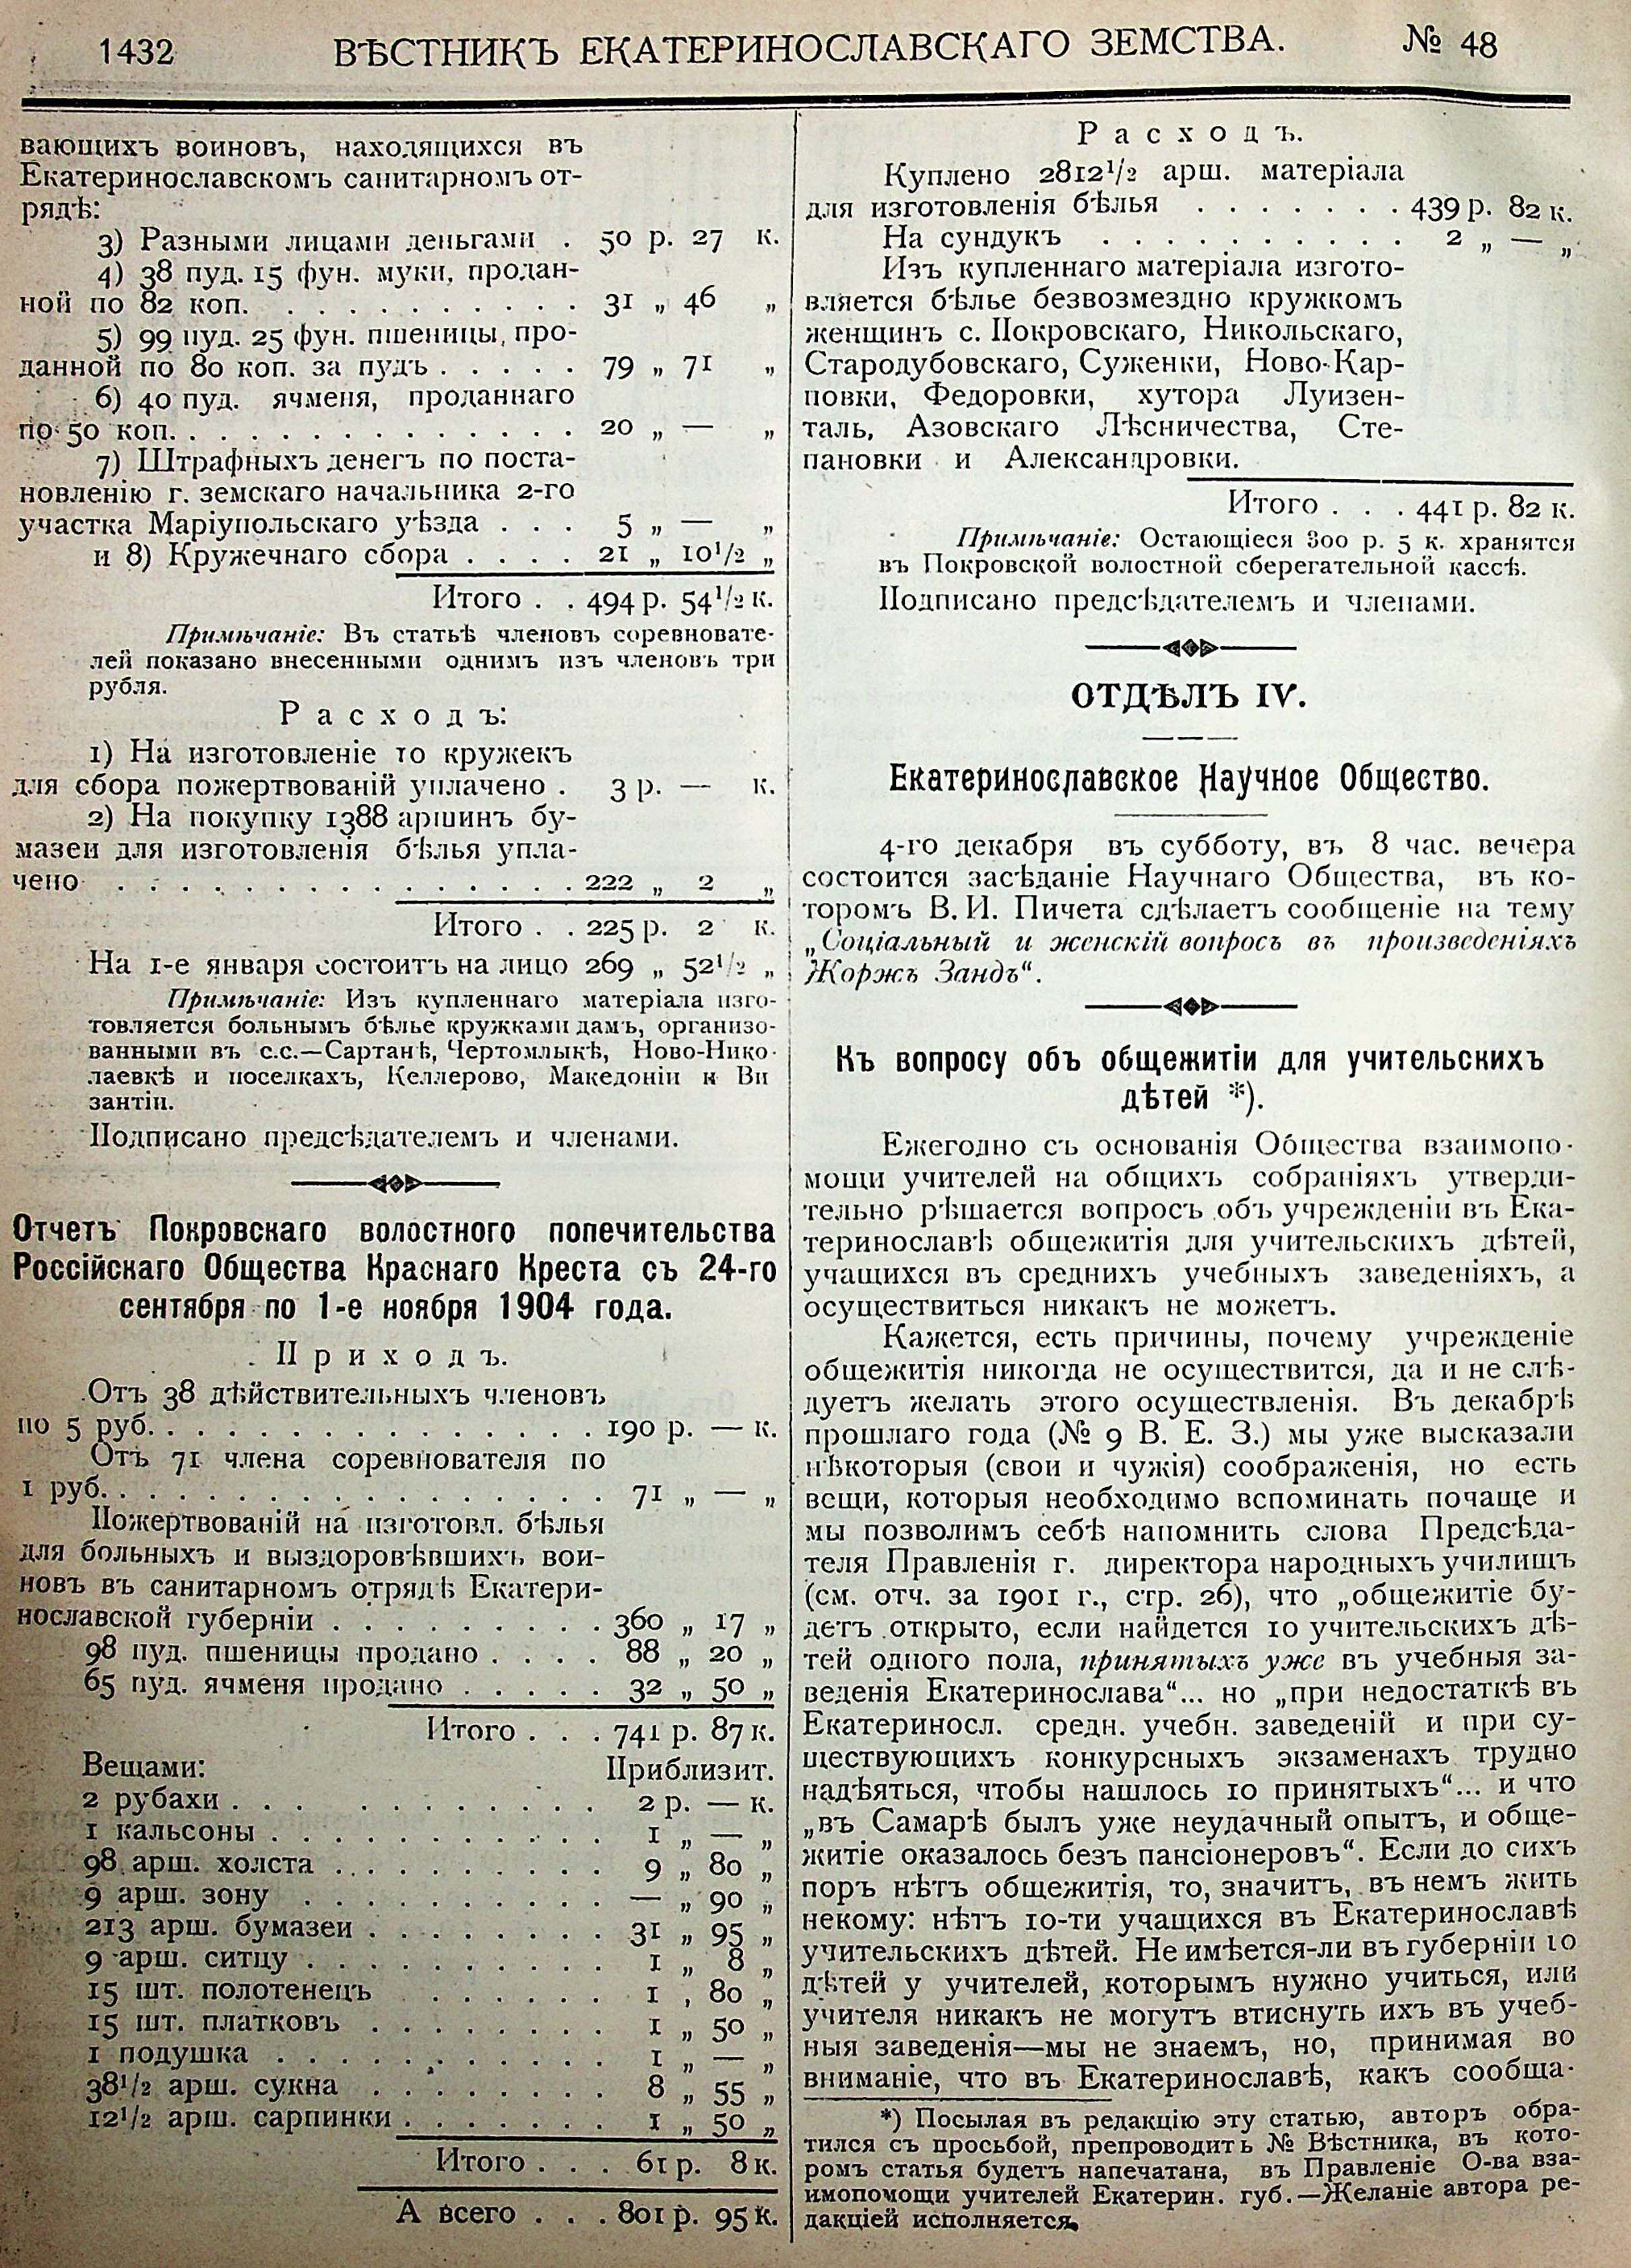 1432 ВѢСТНИКЪ ЕКАТЕРИНОСЛАВСКАГО ЗЕМСТВА. № 48
вающихъ воиновъ, находящихся въ
Екатеринославскомъ санитарномъ от-
рядѣ:
3) Разными лицами деньгами . 50 р. 27 к.
4) 38 пуд. 15 фун. муки, продан-
ной по 82 коп. . . . . . . . . . . 31 „ 46 „
5) 99 пуд. 25 фун. пшеницы, про-
данной по 80 коп. за пудъ . . . . . 79 „ 71 „
6) 40 пуд. ячменя, проданнаго
по 50 коп. . . . . . . . . . . . . . 20 „ — „
7) Штрафныхъ денегъ по поста-
новленію г. земскаго начальника 2-го
участка Маріупольскаго уѣзда . . . 5 „ — „
и 8) Кружечнаго сбора . . . . 21 „ 10½ „
Итого . . 494 р. 54½ к.
Примѣчаніе: Въ статьѣ членовъ соревновате-
лей показано внесенными однимъ изъ членовъ три
рубля.
Расходъ:
1) На изготовленіе 10 кружекъ
для сбора пожертвованій уплачено . 3 р. — к.
2) На покупку 1388 аршинъ бу-
мазеи для изготовленія бѣлья упла-
чено . . . . . . . . . . . . . . . 222 „ 2 „
Итого . . 225 р. 2 к.
На 1-е января состоитъ на лицо 269 „ 52½ „
Примѣчаніе: Изъ купленнаго матеріала изго-
товляется больнымъ бѣлье кружками дамъ, организо-
ванными въ с.с.—Сартанѣ, Чертомлыкѣ, Ново-Нико-
лаевкѣ и поселкахъ, Келлерово, Македоніи и Ви
зантіи.
Подписано предсѣдателемъ и членами.
Отчетъ Покровскаго волостного попечительства
Россійскаго Общества Краснаго Креста съ 24-го
сентября по 1-е ноября 1904 года.
Приходъ.
Отъ 38 дѣйствительныхъ членовъ
по 5 руб. . . . . . . . . . . . . . . 190 р. — к.
Отъ 71 члена соревнователя по
1 руб. . . . . . . . . . . . . . . . 71 „ — „
Пожертвованій на изготовл. бѣлья
для больныхъ и выздоровѣвшихъ вои-
новъ въ санитарномъ отрядѣ Екатери-
нославской губерніи . . . . . . . . . 360 „ 17 „
98 пуд. пшеницы продано . . . . 88 „ 20 „
65 пуд. ячменя продано . . . . . 32 „ 50 „
Итого . . . 741 р. 87 к.
Вещами: Приблизит.
2 рубахи . . . . . . . . . . . 2 р. — к.
1 кальсоны . . . . . . . . . . . 1 „ — „
98 арш. холста . . . . . . . . . 9 „ 80 „
9 арш. зону . . . . . . . . . . — „ 90 „
213 арш. бумазеи . . . . . . . . 31 „ 95 „
9 арш. ситцу . . . . . . . . . . 1 „ 8 „
15 шт. полотенецъ . . . . . . 1 , 80 „
15 шт. платковъ . . . . . . . . 1 „ 50 „
1 подушка . . . . . . . . . . . 1 „ — „
38½ арш. сукна . . . . . . . . 8 „ 55 „
12½ арш. сарпинки . . . . . . . 1 „ 50 „
Итого . . . 61 р. 8 к.
А всего . . . 801 р. 95 к.
Расходъ.
Куплено 2812½ арш. матеріала
для изготовленія бѣлья . . . . . . . 439 р. 82 к.
На сундукъ . . . . . . . . . . 2 „ — „
Изъ купленнаго матеріала изгото-
вляется бѣлье безвозмездно кружкомъ
женщинъ с. Покровскаго, Никольскаго,
Стародубовскаго, Суженки, Ново-Кар-
повки, Федоровки, хутора Луизен-
таль, Азовскаго Лѣсничества, Сте-
пановки и Александровки.
Итого . . . 441 р. 82 к.
Примѣчаніе: Остающіеся 300 р. 5 к. хранятся
въ Покровской волостной сберегательной кассѣ.
Подписано предсѣдателемъ и членами.
ОТДѢЛЪ IV.
Екатеринославское Научное Общество.
4-го декабря въ субботу, въ 8 час. вечера
состоится засѣданіе Научнаго Общества, въ ко-
торомъ В. И. Пичета сдѣлаетъ сообщеніе на тему
„Соціальный и женскій вопросъ въ произведеніяхъ
Жоржъ Зандъ“.
Къ вопросу объ общежитіи для учительскихъ
дѣтей *).
Ежегодно съ основанія Общества взаимопо-
мощи учителей на общихъ собраніяхъ утверди-
тельно рѣшается вопросъ объ учрежденіи въ Ека-
теринославѣ общежитія для учительскихъ дѣтей,
учащихся въ среднихъ учебныхъ заведеніяхъ, а
осуществиться никакъ не можетъ.
Кажется, есть причины, почему учрежденіе
общежитія никогда не осуществится, да и не слѣ-
дуетъ желать этого осуществленія. Въ декабрѣ
прошлаго года (№ 9 В. Е. З.) мы уже высказали
нѣкоторыя (свои и чужія) соображенія, но есть
вещи, которыя необходимо вспоминать почаще и
мы позволимъ себѣ напомнить слова Предсѣда-
теля Правленія г. директора народныхъ училищъ
(см. отч. за 1901 г., стр. 26), что „общежитіе бу-
детъ открыто, если найдется 10 учительскихъ дѣ-
тей одного пола, принятыхъ уже въ учебныя за-
веденія Екатеринослава“... но „при недостаткѣ въ
Екатериносл. средн. учебн. заведеній и при су-
ществующихъ конкурсныхъ экзаменахъ трудно
надѣяться, чтобы нашлось 10 принятыхъ“... и что
„въ Самарѣ былъ уже неудачный опытъ, и обще-
житіе оказалось безъ пансіонеровъ“. Если до сихъ
поръ нѣтъ общежитія, то, значитъ, въ немъ жить
некому: нѣтъ 10-ти учащихся въ Екатеринославѣ
учительскихъ дѣтей. Не имѣется-ли въ губерніи 10
дѣтей у учителей, которымъ нужно учиться, или
учителя никакъ не могутъ втиснуть ихъ въ учеб-
ныя заведенія—мы не знаемъ, но, принимая во
вниманіе, что въ Екатеринославѣ, какъ сообща-
*) Посылая въ редакцію эту статью, авторъ обра-
тился съ просьбой, препроводить № Вѣстника, въ кото-
ромъ статья будетъ напечатана, въ Правленіе О-ва вза-
имопомощи учителей Екатерин. губ.—Желаніе автора ре-
дакціей исполняется.